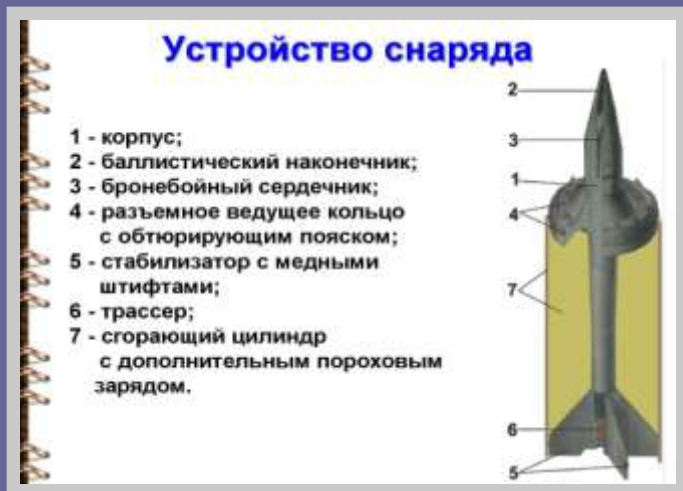 Устройство снаряда
1 - корпус;
2 - баллистический наконечник;
3 - бронебойный сердечник;
4 - разъемное ведущее кольцо
с обтюрирующим пояском;
5 - стабилизатор с медными
штифтами;
6 - трассер;
7 - сгорающий цилиндр
с дополнительным пороховым
зарядом.
2
3
1
4
7
6
5